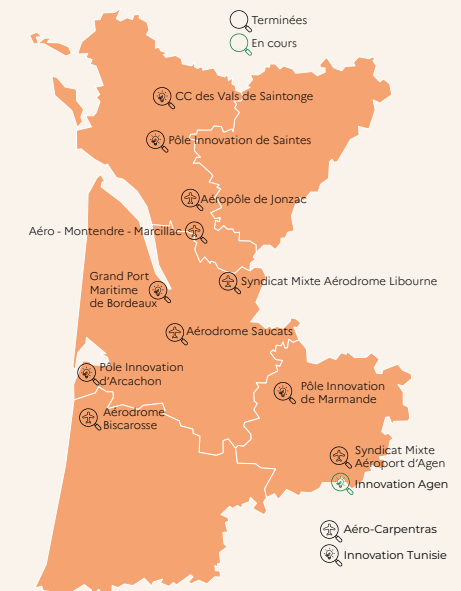 Terminées
En cours
CC des Vals de Saintonge
Pôle Innovation de Saintes
Aéropôle de Jonzac
Aéro - Montendre - Marcillac
Grand Port
Maritime
de Bordeaux
Syndicat Mixte Aérodrome Libourne
Aérodrome Saucats
Pôle Innovation
d'Arcachon
Pôle Innovation
de Marmande
Aérodrome
Biscarosse
Syndicat Mixte
Aéroport d'Agen
Innovation Agen
Aéro-Carpentras
Innovation Tunisie